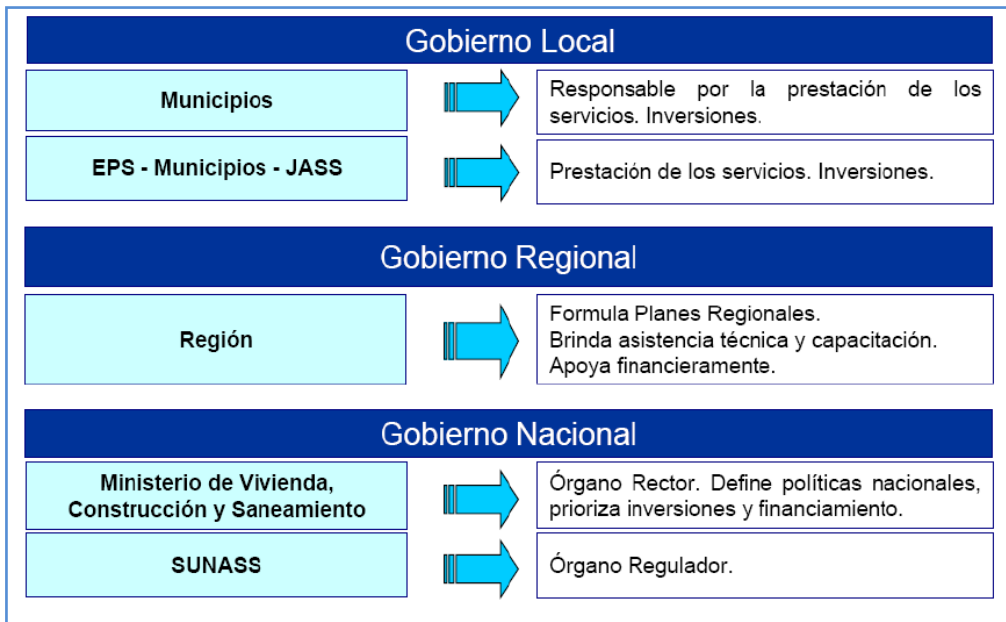 Gobierno Local
Municipios
Responsable por la prestación de los
servicios. Inversiones.
EPS - Municipios - JASS
Prestación de los servicios. Inversiones.
Gobierno Regional
Región
Formula Planes Regionales.
Brinda asistencia técnica y capacitación.
Apoya financieramente.
Gobierno Nacional
Ministerio de Vivienda,
Construcción y Saneamiento
Órgano Rector. Define políticas nacionales,
prioriza inversiones y financiamiento.
SUNASS
Órgano Regulador.